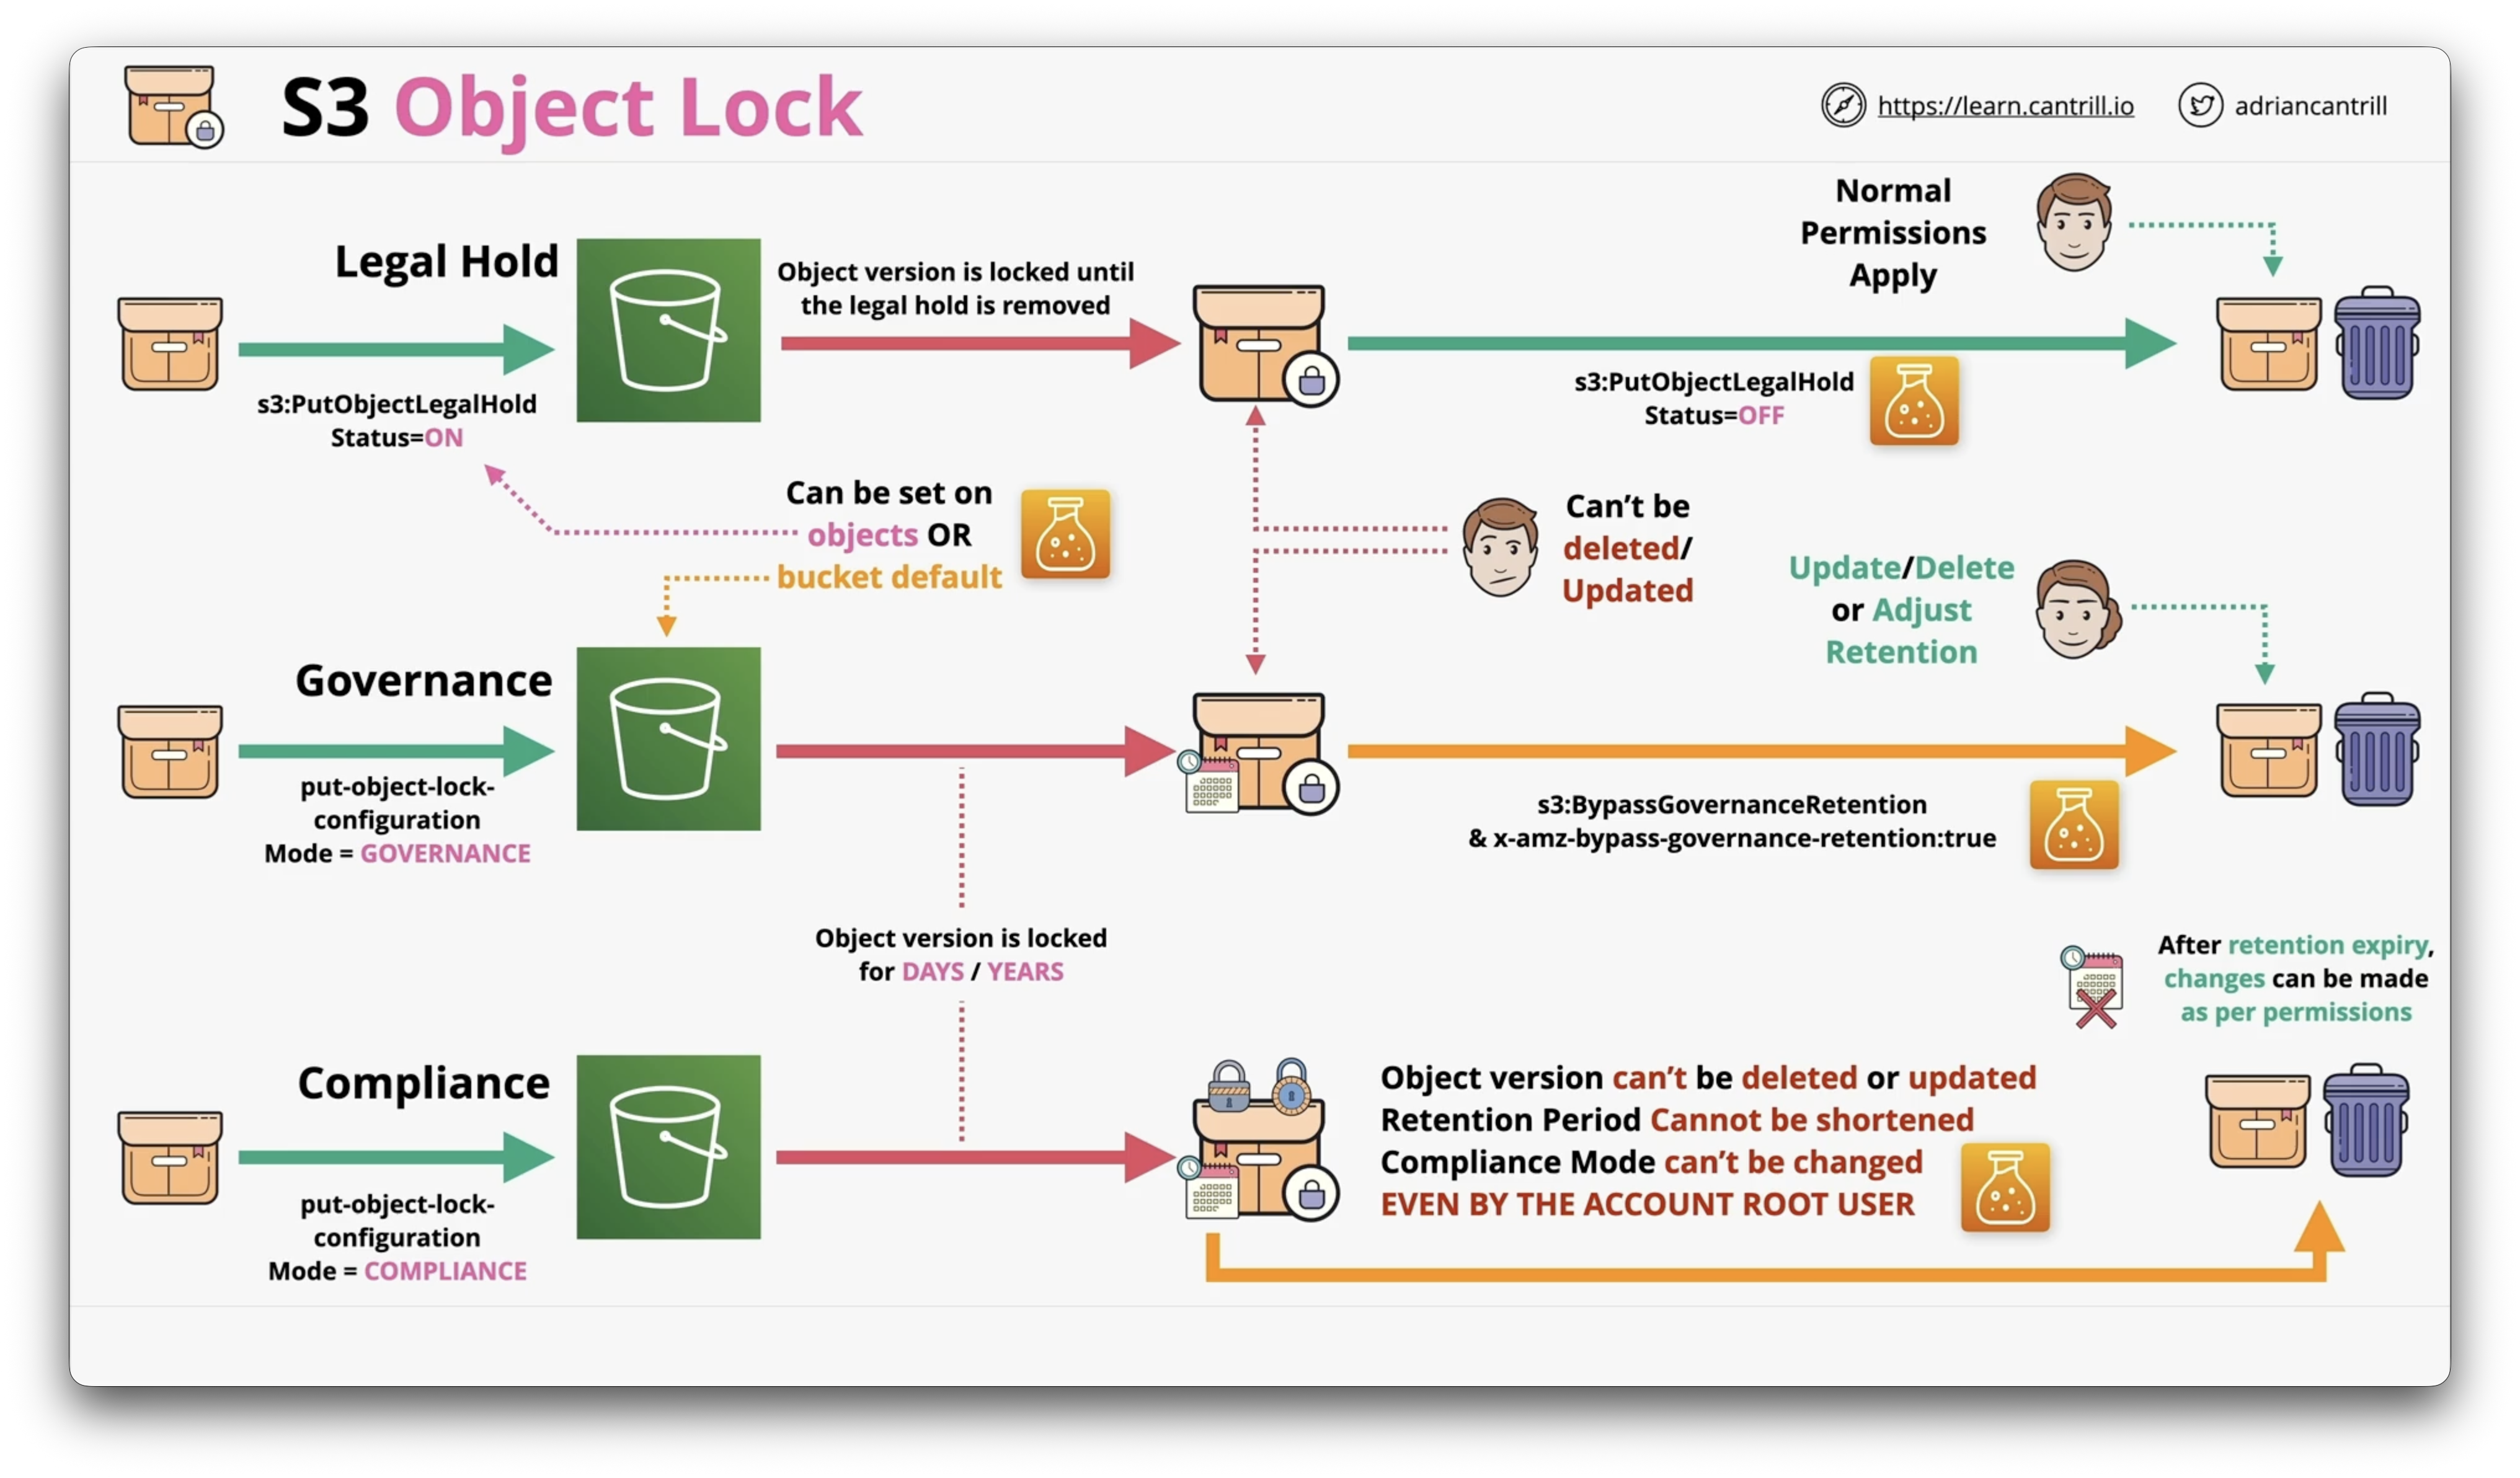 S3 Object Lock
https://learn.cantrill.io
adriancantrill
Normal
Permissions
Apply
Legal Hold
Object version is locked until
the legal hold is removed
s3:PutObjectLegalHold
Status=ON
s3:PutObjectLegalHold
Status=OFF
Can be set on
objects OR
bucket default
Can’t be
deleted/
Updated
Update/Delete
or Adjust
Retention
Governance
put-object-lock-
configuration
Mode = GOVERNANCE
s3:BypassGovernanceRetention
& x-amz-bypass-governance-retention:true
Object version is locked
for DAYS / YEARS
After retention expiry,
changes can be made
as per permissions
Compliance
put-object-lock-
configuration
Mode = COMPLIANCE
Object version can’t be deleted or updated
Retention Period Cannot be shortened
Compliance Mode can’t be changed
EVEN BY THE ACCOUNT ROOT USER